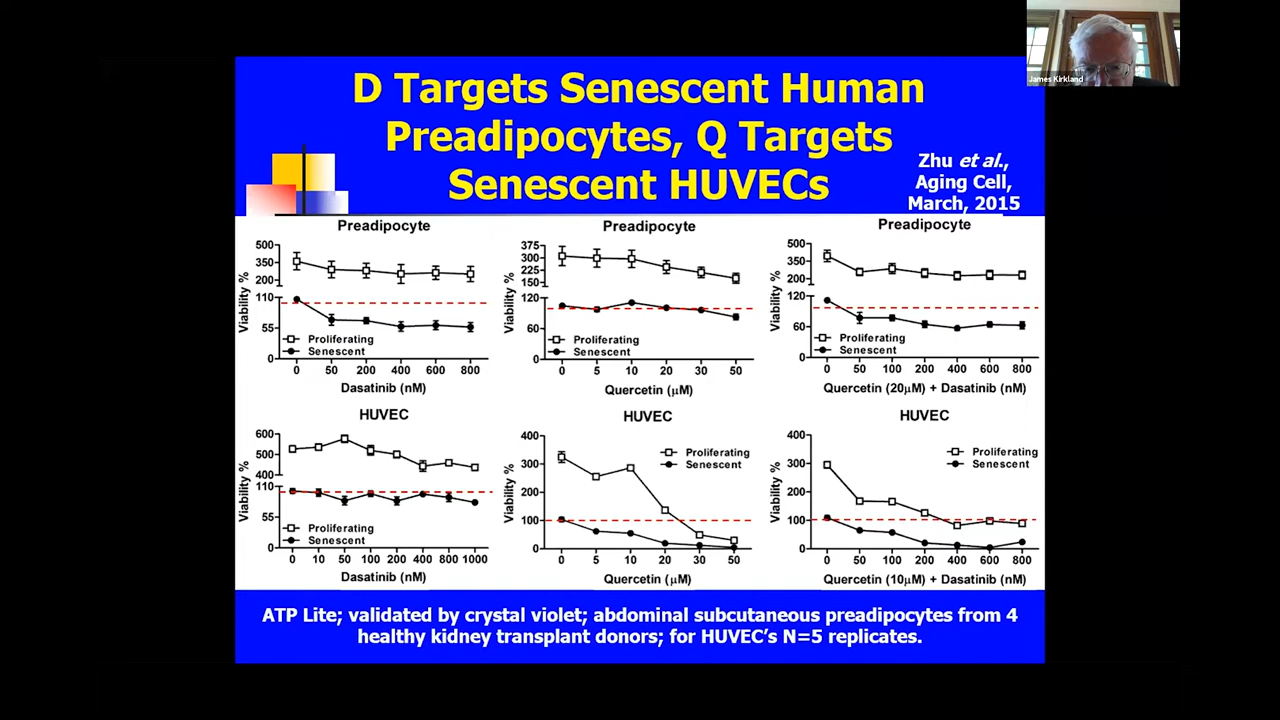 James Kirkland
D Targets Senescent Human
Preadipocytes, Q Targets
Senescent HUVECs
Zhu et al.,
Aging Cell,
March, 2015
Preadipocyte
500
350
200
110
55
0
Viability %
Proliferating
Senescent
0 50 200 400 600 800
Dasatinib (nM)
Preadipocyte
375
300
225
150
120
60
0
Viability %
Proliferating
Senescent
0 5 10 20 30 50
Quercetin (μM)
Preadipocyte
500
350
200
120
60
0
Viability %
Proliferating
Senescent
0 50 100 200 400 600 800
Quercetin (20μM) + Dasatinib (nM)
HUVEC
600
500
400
110
55
0
Viability %
Proliferating
Senescent
0 10 50 100 200 400 800 1000
Dasatinib (nM)
HUVEC
400
300
200
100
0
Viability %
Proliferating
Senescent
0 5 10 20 30 50
Quercetin (μM)
HUVEC
400
300
200
100
0
Viability %
Proliferating
Senescent
0 50 100 200 400 600 800
Quercetin (10μM) + Dasatinib (nM)
ATP Lite; validated by crystal violet; abdominal subcutaneous preadipocytes from 4
healthy kidney transplant donors; for HUVEC's N=5 replicates.